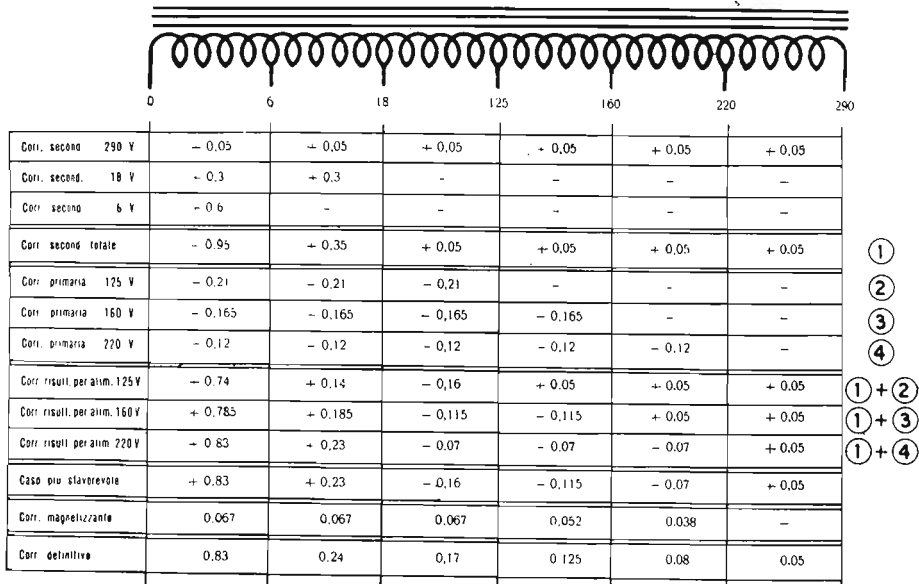 0 6 18 125 160 220 290
Corr. second 290 V + 0,05 + 0,05 + 0,05 + 0,05 + 0,05 + 0,05
Corr. second. 18 V + 0.3 + 0.3 - - - -
Corr second 6 V + 0 6 - - - - -
Corr second totale + 0.95 + 0.35 + 0.05 + 0,05 + 0,05 + 0.05 1
Corr primaria 125 V - 0.21 - 0,21 - 0,21 - - - 2
Corr primaria 160 V - 0.165 - 0,165 - 0,165 - 0,165 - - 3
Corr. primaria 220 V - 0.12 - 0.12 - 0,12 - 0.12 - 0,12 - 4
Corr risult. per alim. 125 V + 0.74 + 0,14 - 0,16 + 0.05 + 0.05 + 0.05 1 + 2
Corr risult. per alim. 160 V + 0.785 + 0.185 - 0,115 - 0,115 + 0.05 + 0.05 1 + 3
Corr risult per alim 220 V + 0 83 + 0,23 - 0.07 - 0.07 - 0.07 + 0.05 1 + 4
Caso piu sfavorevole + 0.83 + 0.23 - 0,16 - 0.115 - 0.07 + 0,05
Corr. magnetizzante 0.067 0.067 0.067 0.052 0.038 -
Corr definitive 0.83 0.24 0,17 0 125 0.08 0.05